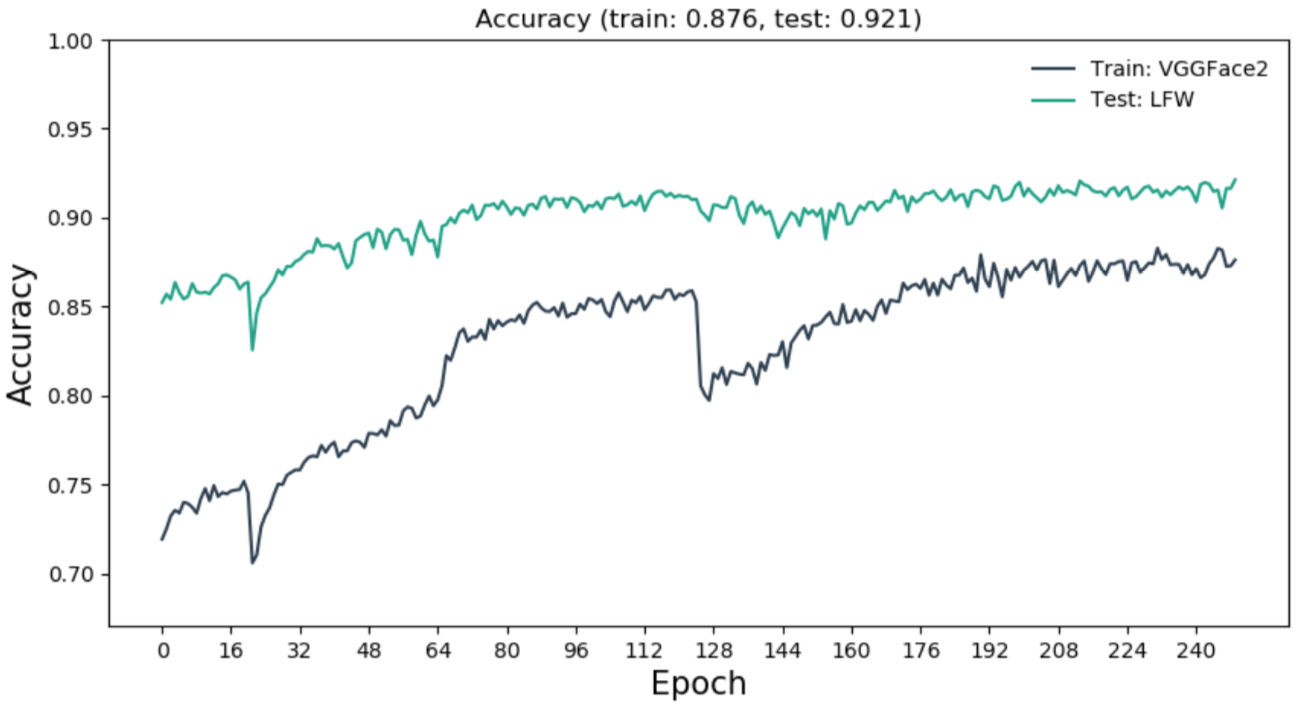 Accuracy (train: 0.876, test: 0.921)
Train: VGGFace2
Test: LFW
Accuracy
1.00
0.95
0.90
0.85
0.80
0.75
0.70
0 16 32 48 64 80 96 112 128 144 160 176 192 208 224 240
Epoch